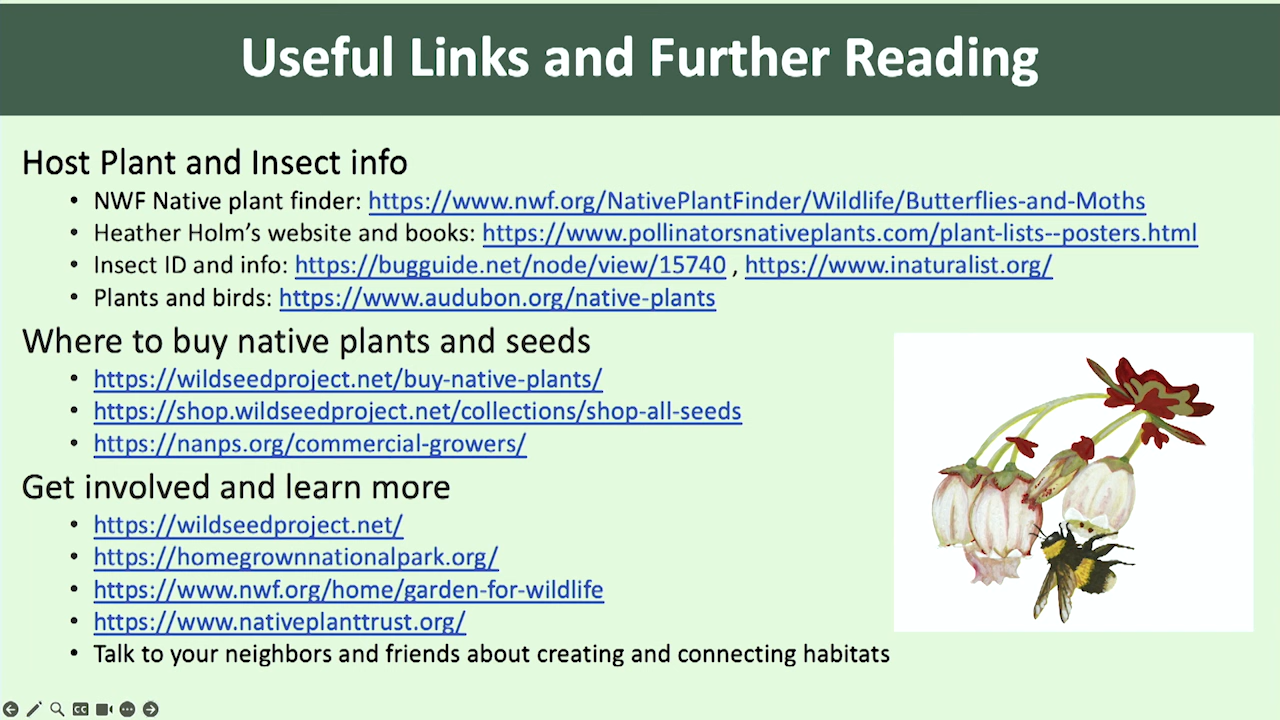 Useful Links and Further Reading
Host Plant and Insect info
• NWF Native plant finder: https://www.nwf.org/NativePlantFinder/Wildlife/Butterflies-and-Moths
• Heather Holm’s website and books: https://www.pollinatorsnativeplants.com/plant-lists--posters.html
• Insect ID and info: https://bugguide.net/node/view/15740 , https://www.inaturalist.org/
• Plants and birds: https://www.audubon.org/native-plants
Where to buy native plants and seeds
• https://wildseedproject.net/buy-native-plants/
• https://shop.wildseedproject.net/collections/shop-all-seeds
• https://nanps.org/commercial-growers/
Get involved and learn more
• https://wildseedproject.net/
• https://homegrownnationalpark.org/
• https://www.nwf.org/home/garden-for-wildlife
• https://www.nativeplanttrust.org/
• Talk to your neighbors and friends about creating and connecting habitats
CC